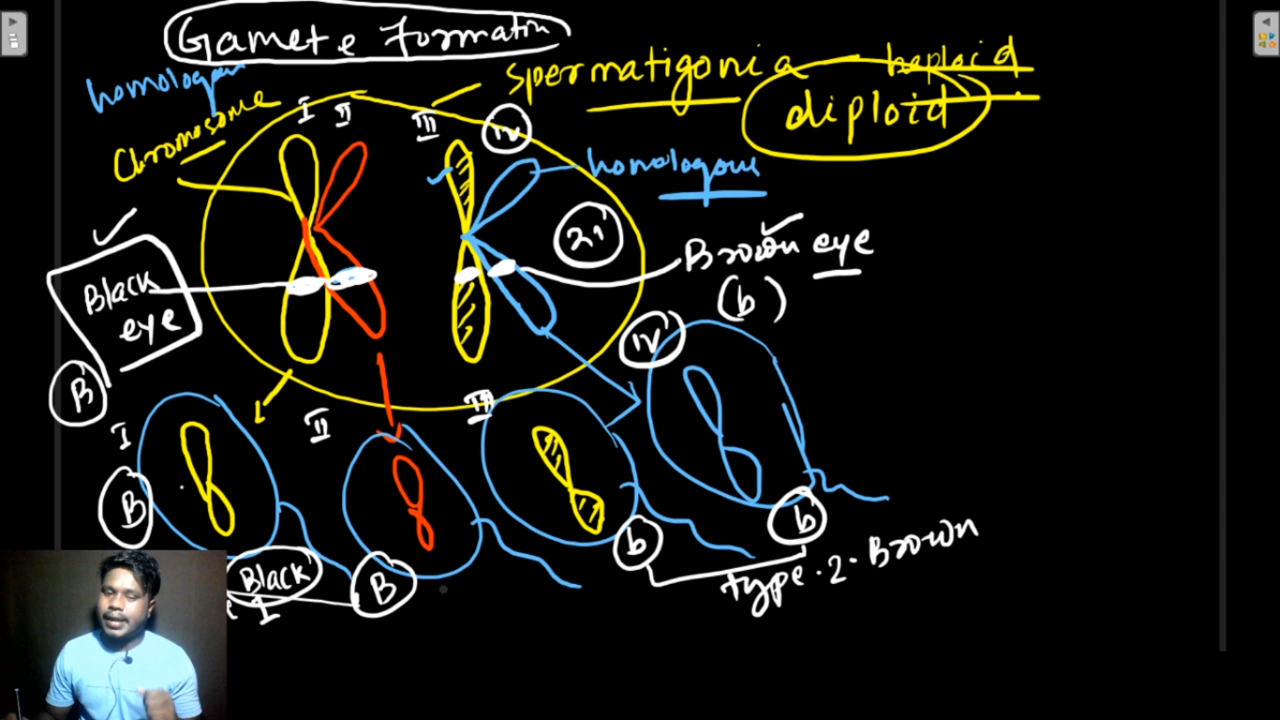 Gamete Formation
Spermatigonia - haploid
diploid
homologous
Chromosome
I II III IV
homologous
2n
Brown eye
(b)
Black
eye
B
I II III IV
B B b b
Black
I
type.2.Brown